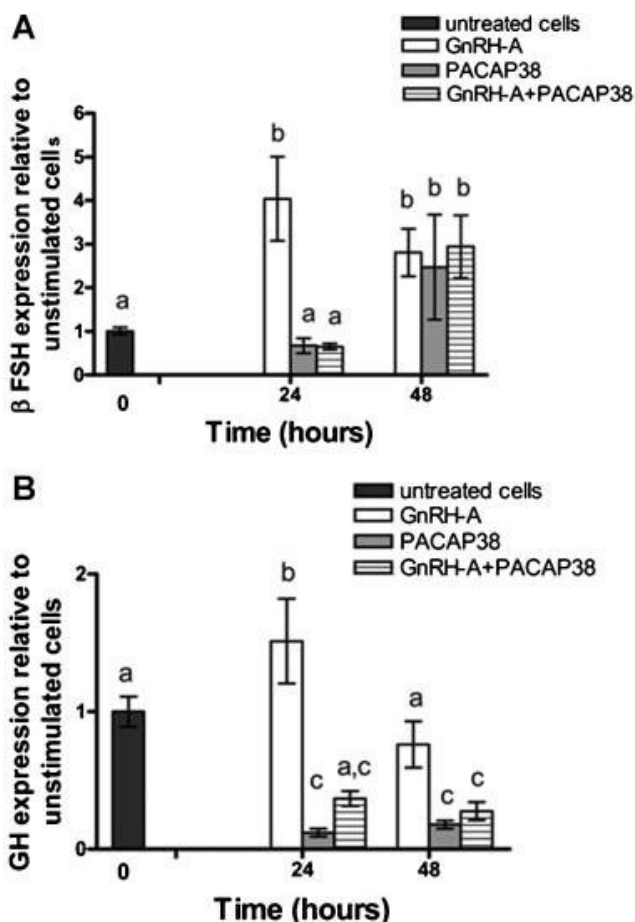 A
untreated cells
GnRH-A
PACAP38
GnRH-A+PACAP38
β FSH expression relative to
unstimulated cells
6
5
4
3
2
1
0
a
b
a
a
b
b
b
0
24
48
Time (hours)
B
untreated cells
GnRH-A
PACAP38
GnRH-A+PACAP38
GH expression relative to
unstimulated cells
2
1
0
a
b
c
a,c
a
c
c
0
24
48
Time (hours)